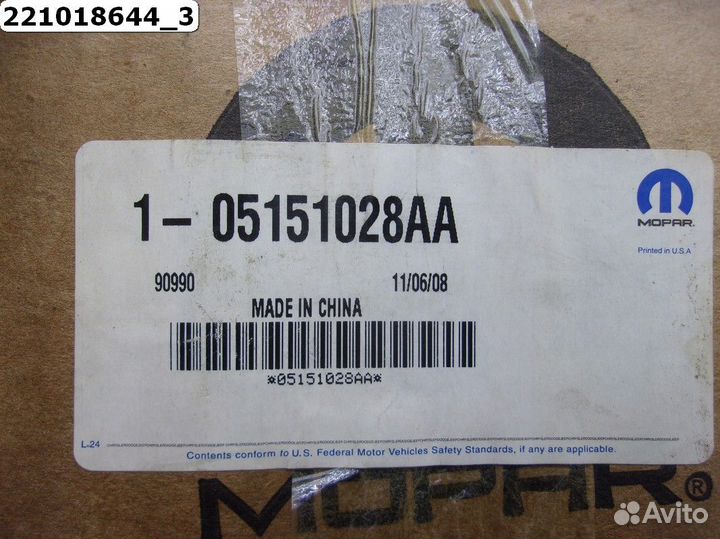 221018644_3
1- 05151028AA
MOPAR
Printed in U.S.A
90990 11/06/08
MADE IN CHINA
*05151028AA*
L-24
Contents conform to U.S. Federal Motor Vehicles Safety Standards, if any are applicable.
MOPAR®
Avito